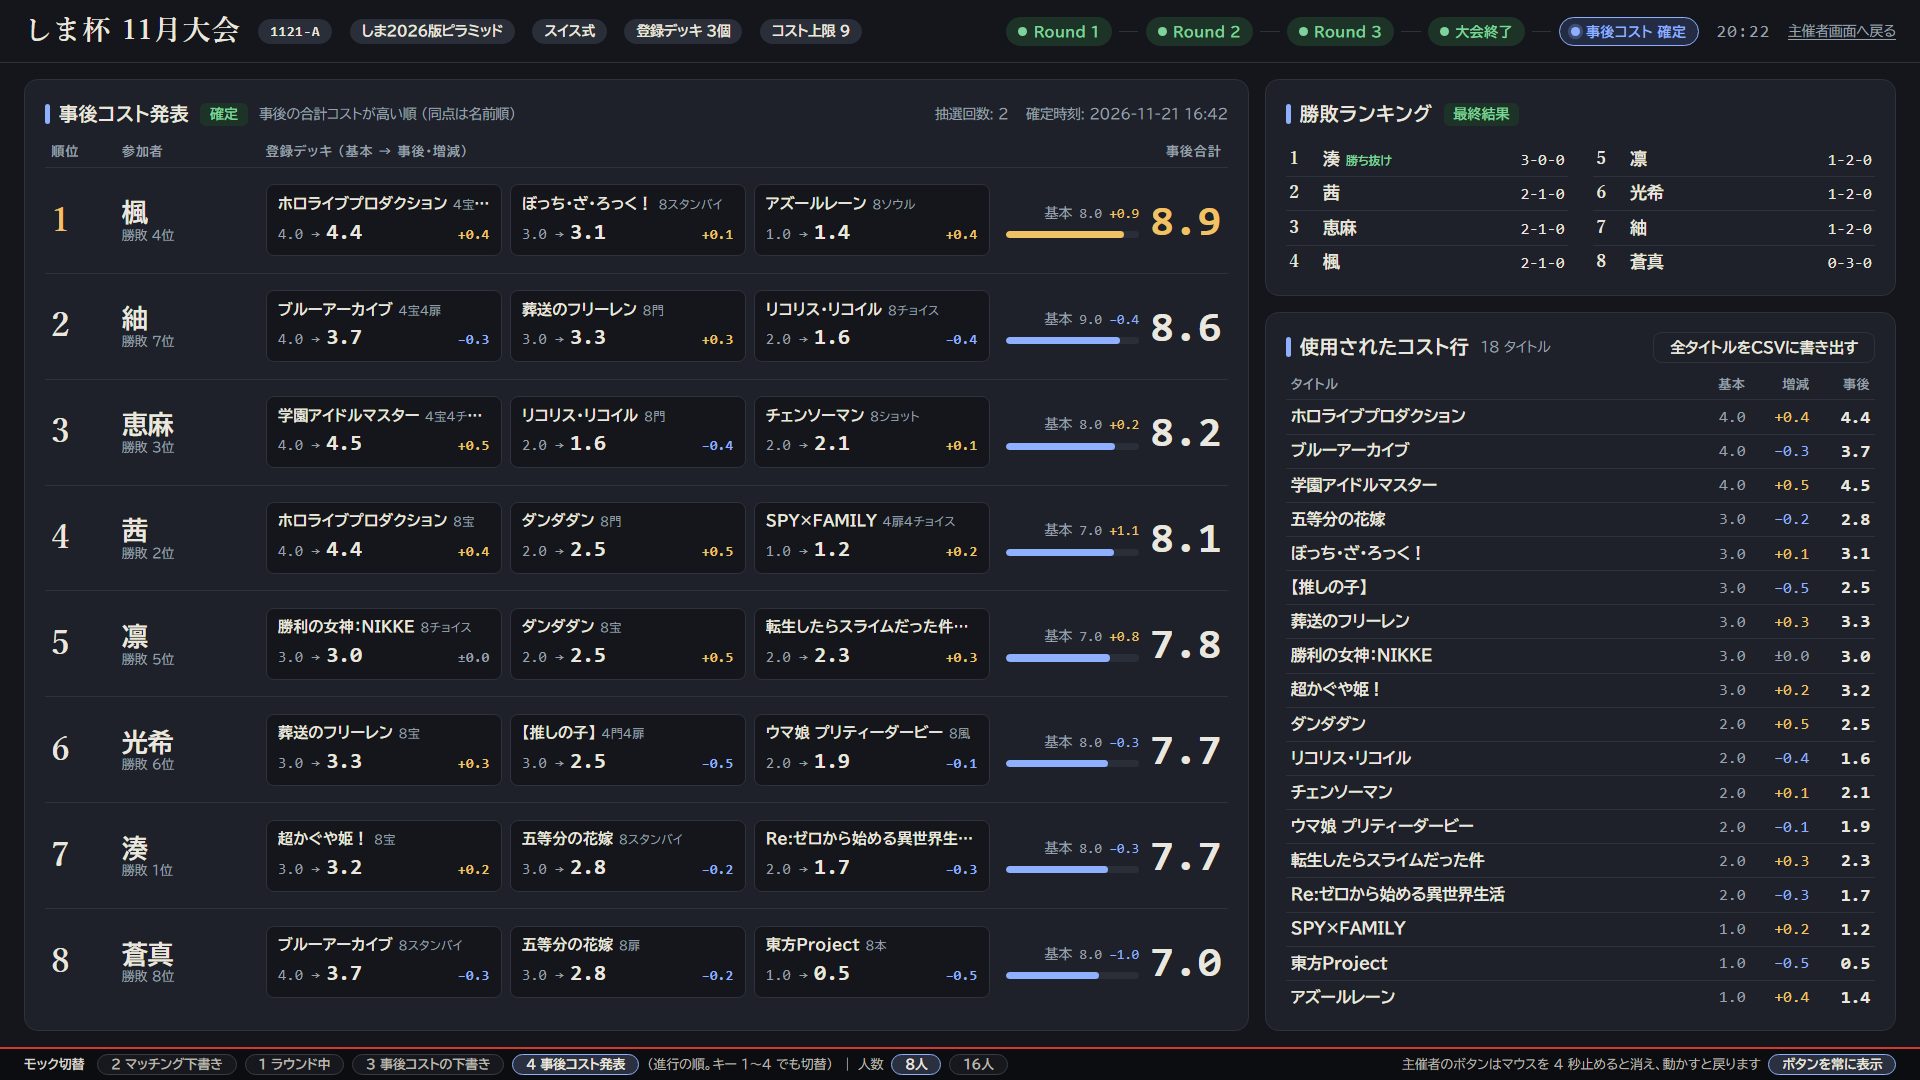 しま杯 11月大会 1121-A しま2026版ピラミッド スイス式 登録デッキ 3個 コスト上限 9 Round 1 Round 2 Round 3 大会終了 事後コスト 確定 20:22 主催者画面へ戻る
事後コスト発表 確定 事後の合計コストが高い順（同点は名前順） 抽選回数: 2 確定時刻: 2026-11-21 16:42
順位 参加者 登録デッキ（基本 → 事後・増減） 事後合計
1 楓 勝敗 4位
ホロライブプロダクション 4宝… 4.0 → 4.4 +0.4
ぼっち・ざ・ろっく！ 8スタンバイ 3.0 → 3.1 +0.1
アズールレーン 8ソウル 1.0 → 1.4 +0.4
基本 8.0 +0.9 8.9
2 紬 勝敗 7位
ブルーアーカイブ 4宝4扉 4.0 → 3.7 −0.3
葬送のフリーレン 8門 3.0 → 3.3 +0.3
リコリス・リコイル 8チョイス 2.0 → 1.6 −0.4
基本 9.0 −0.4 8.6
3 恵麻 勝敗 3位
学園アイドルマスター 4宝4チ… 4.0 → 4.5 +0.5
リコリス・リコイル 8門 2.0 → 1.6 −0.4
チェンソーマン 8ショット 2.0 → 2.1 +0.1
基本 8.0 +0.2 8.2
4 茜 勝敗 2位
ホロライブプロダクション 8宝 4.0 → 4.4 +0.4
ダンダダン 8門 2.0 → 2.5 +0.5
SPY×FAMILY 4扉4チョイス 1.0 → 1.2 +0.2
基本 7.0 +1.1 8.1
5 凛 勝敗 5位
勝利の女神：NIKKE 8チョイス 3.0 → 3.0 ±0.0
ダンダダン 8宝 2.0 → 2.5 +0.5
転生したらスライムだった件… 2.0 → 2.3 +0.3
基本 7.0 +0.8 7.8
6 光希 勝敗 6位
葬送のフリーレン 8宝 3.0 → 3.3 +0.3
【推しの子】 4門4扉 3.0 → 2.5 −0.5
ウマ娘 プリティーダービー 8風 2.0 → 1.9 −0.1
基本 8.0 −0.3 7.7
7 湊 勝敗 1位
超かぐや姫！ 8宝 3.0 → 3.2 +0.2
五等分の花嫁 8スタンバイ 3.0 → 2.8 −0.2
Re:ゼロから始める異世界生… 2.0 → 1.7 −0.3
基本 8.0 −0.3 7.7
8 蒼真 勝敗 8位
ブルーアーカイブ 8スタンバイ 4.0 → 3.7 −0.3
五等分の花嫁 8扉 3.0 → 2.8 −0.2
東方Project 8本 1.0 → 0.5 −0.5
基本 8.0 −1.0 7.0
勝敗ランキング 最終結果
1 湊 勝ち抜け 3-0-0
2 茜 2-1-0
3 恵麻 2-1-0
4 楓 2-1-0
5 凛 1-2-0
6 光希 1-2-0
7 紬 1-2-0
8 蒼真 0-3-0
使用されたコスト行 18 タイトル 全タイトルをCSVに書き出す
タイトル 基本 増減 事後
ホロライブプロダクション 4.0 +0.4 4.4
ブルーアーカイブ 4.0 −0.3 3.7
学園アイドルマスター 4.0 +0.5 4.5
五等分の花嫁 3.0 −0.2 2.8
ぼっち・ざ・ろっく！ 3.0 +0.1 3.1
【推しの子】 3.0 −0.5 2.5
葬送のフリーレン 3.0 +0.3 3.3
勝利の女神：NIKKE 3.0 ±0.0 3.0
超かぐや姫！ 3.0 +0.2 3.2
ダンダダン 2.0 +0.5 2.5
リコリス・リコイル 2.0 −0.4 1.6
チェンソーマン 2.0 +0.1 2.1
ウマ娘 プリティーダービー 2.0 −0.1 1.9
転生したらスライムだった件 2.0 +0.3 2.3
Re:ゼロから始める異世界生活 2.0 −0.3 1.7
SPY×FAMILY 1.0 +0.2 1.2
東方Project 1.0 −0.5 0.5
アズールレーン 1.0 +0.4 1.4
モック切替 2 マッチング下書き 1 ラウンド中 3 事後コストの下書き 4 事後コスト発表 （進行の順。キー 1〜4 でも切替） | 人数 8人 16人 主催者のボタンはマウスを 4 秒止めると消え、動かすと戻ります ボタンを常に表示